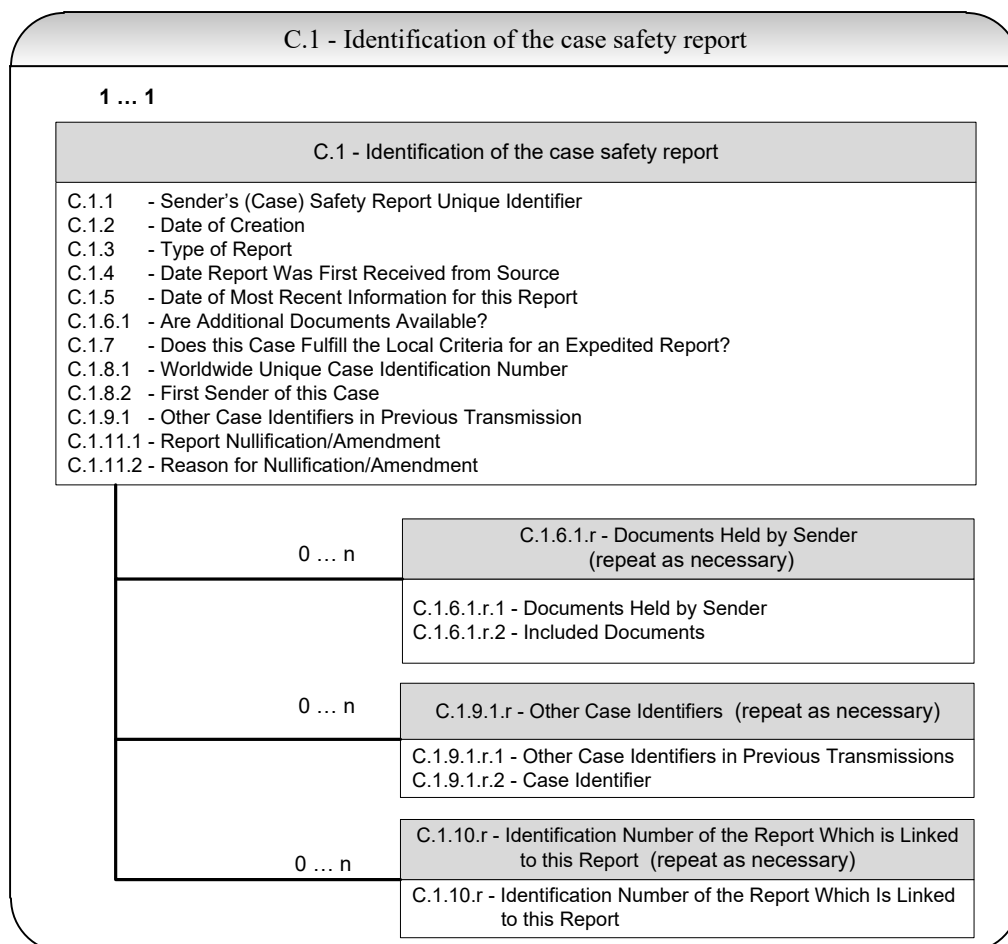 C.1 - Identification of the case safety report
1 … 1
C.1 - Identification of the case safety report
C.1.1 - Sender’s (Case) Safety Report Unique Identifier
C.1.2 - Date of Creation
C.1.3 - Type of Report
C.1.4 - Date Report Was First Received from Source
C.1.5 - Date of Most Recent Information for this Report
C.1.6.1 - Are Additional Documents Available?
C.1.7 - Does this Case Fulfill the Local Criteria for an Expedited Report?
C.1.8.1 - Worldwide Unique Case Identification Number
C.1.8.2 - First Sender of this Case
C.1.9.1 - Other Case Identifiers in Previous Transmission
C.1.11.1 - Report Nullification/Amendment
C.1.11.2 - Reason for Nullification/Amendment
0 … n
C.1.6.1.r - Documents Held by Sender
(repeat as necessary)
C.1.6.1.r.1 - Documents Held by Sender
C.1.6.1.r.2 - Included Documents
0 … n
C.1.9.1.r - Other Case Identifiers (repeat as necessary)
C.1.9.1.r.1 - Other Case Identifiers in Previous Transmissions
C.1.9.1.r.2 - Case Identifier
0 … n
C.1.10.r - Identification Number of the Report Which is Linked
to this Report (repeat as necessary)
C.1.10.r - Identification Number of the Report Which Is Linked
to this Report